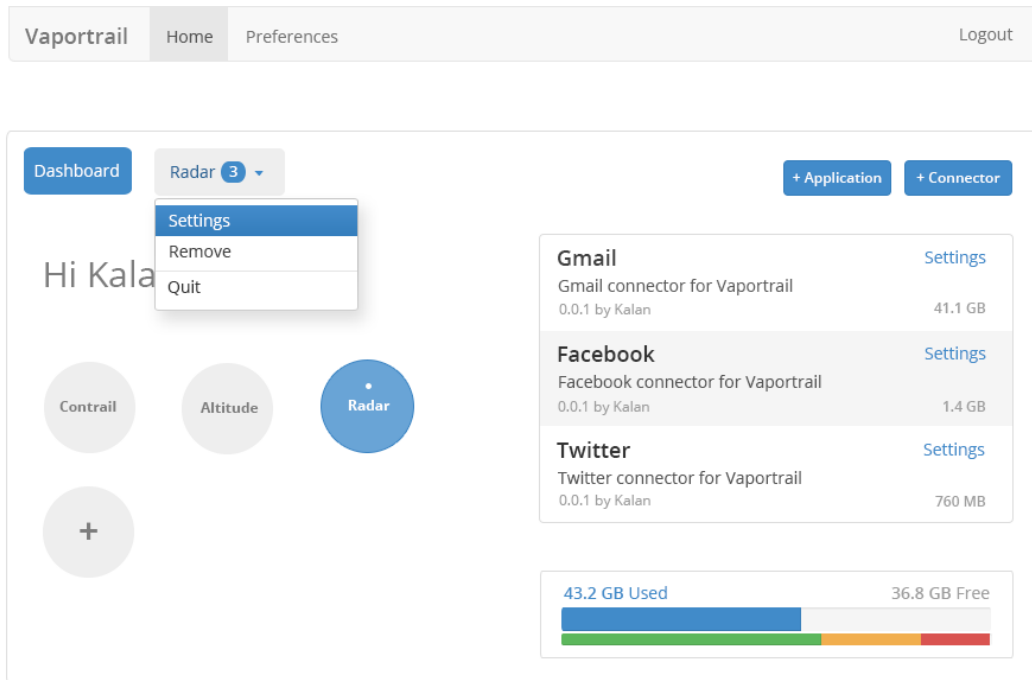 Vaportrail Home Preferences Logout
Dashboard Radar 3 + Application + Connector
Settings
Remove
Quit
Hi Kala
Contrail Altitude Radar
+
Gmail Settings
Gmail connector for Vaportrail
0.0.1 by Kalan 41.1 GB
Facebook Settings
Facebook connector for Vaportrail
0.0.1 by Kalan 1.4 GB
Twitter Settings
Twitter connector for Vaportrail
0.0.1 by Kalan 760 MB
43.2 GB Used 36.8 GB Free